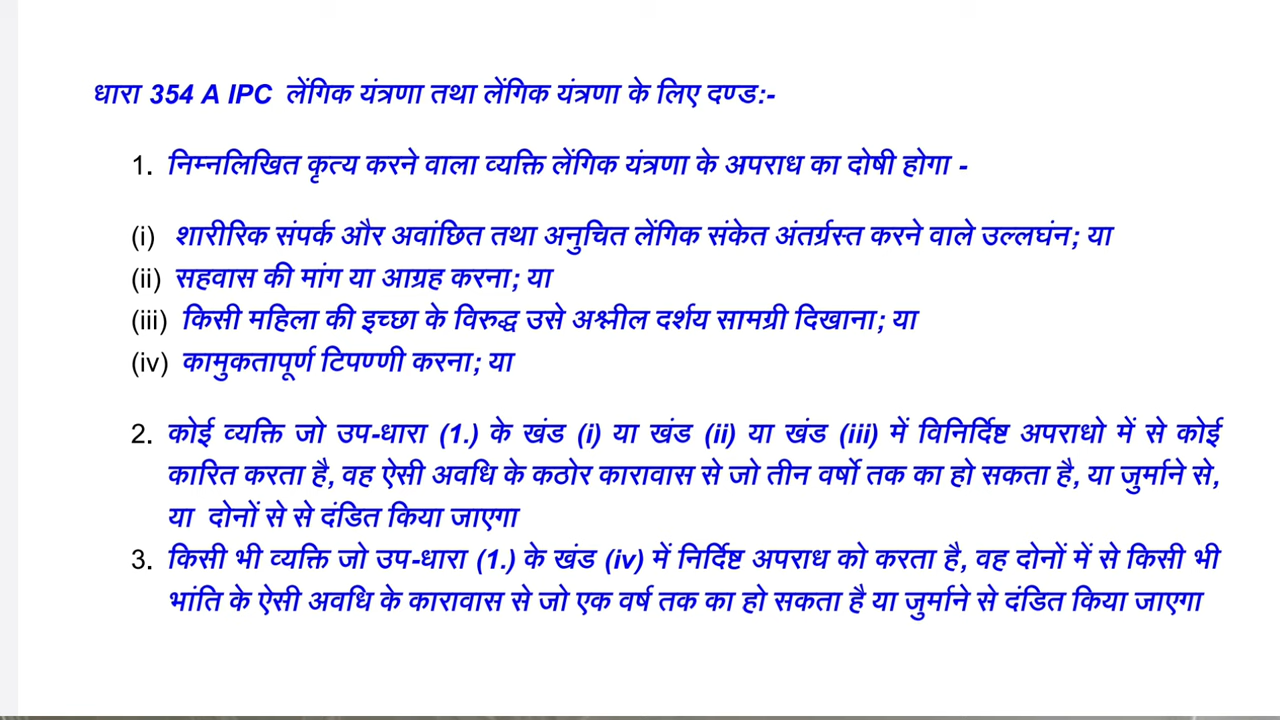 धारा 354 A IPC लेंगिक यंत्रणा तथा लेंगिक यंत्रणा के लिए दण्ड:-
1. निम्नलिखित कृत्य करने वाला व्यक्ति लेंगिक यंत्रणा के अपराध का दोषी होगा -
(i) शारीरिक संपर्क और अवांछित तथा अनुचित लेंगिक संकेत अंतर्ग्रस्त करने वाले उल्लघंन; या
(ii) सहवास की मांग या आग्रह करना; या
(iii) किसी महिला की इच्छा के विरुद्ध उसे अश्लील दर्शय सामग्री दिखाना; या
(iv) कामुकतापूर्ण टिपण्णी करना; या
2. कोई व्यक्ति जो उप-धारा (1.) के खंड (i) या खंड (ii) या खंड (iii) में विनिर्दिष्ट अपराधो में से कोई
कारित करता है, वह ऐसी अवधि के कठोर कारावास से जो तीन वर्षो तक का हो सकता है, या जुर्माने से,
या दोनों से से दंडित किया जाएगा
3. किसी भी व्यक्ति जो उप-धारा (1.) के खंड (iv) में निर्दिष्ट अपराध को करता है, वह दोनों में से किसी भी
भांति के ऐसी अवधि के कारावास से जो एक वर्ष तक का हो सकता है या जुर्माने से दंडित किया जाएगा